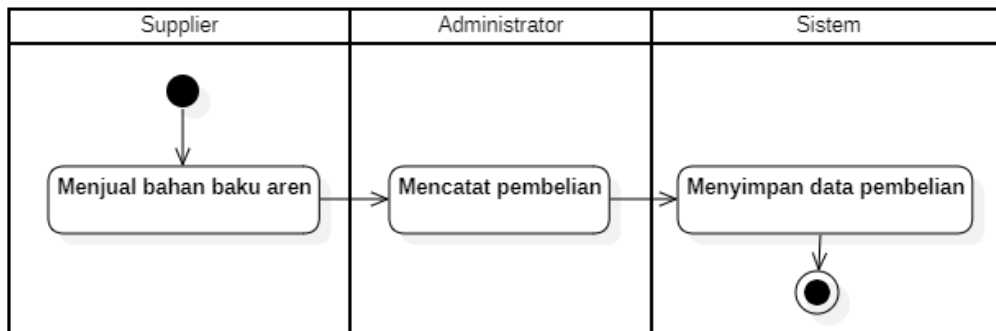 Supplier
Administrator
Sistem
Menjual bahan baku aren
Mencatat pembelian
Menyimpan data pembelian